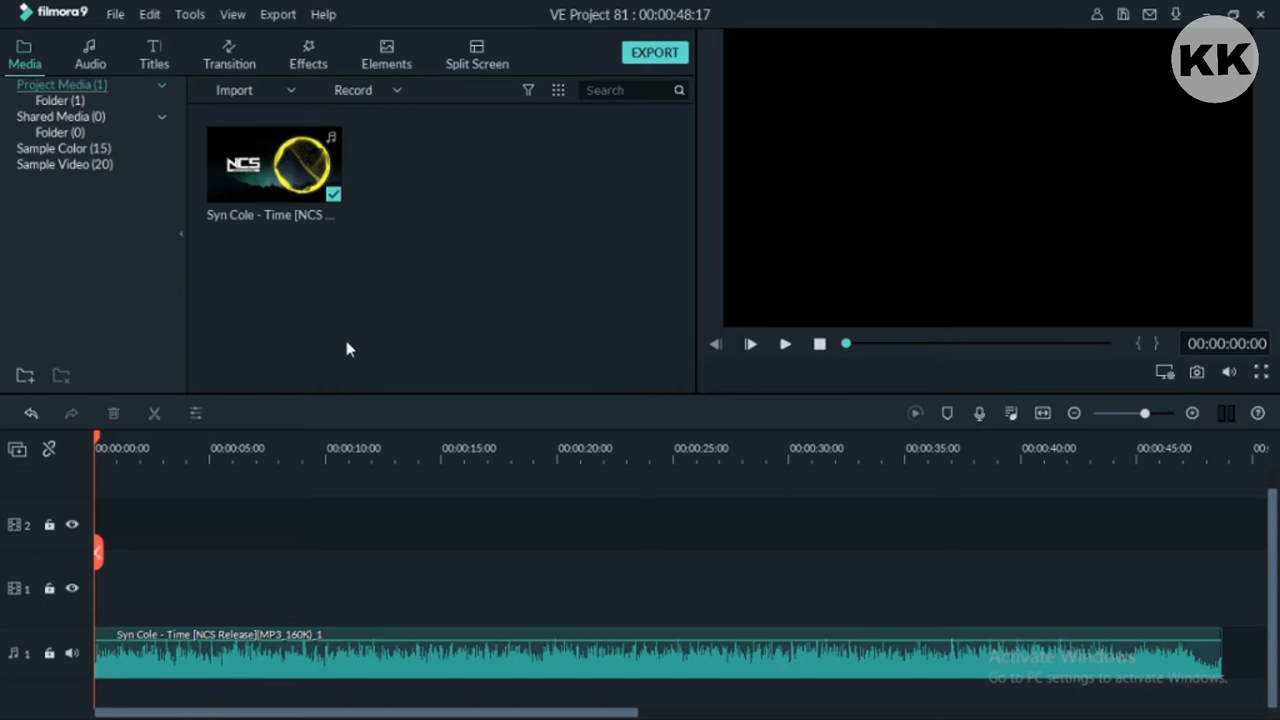 filmora9 File Edit Tools View Export Help VE Project 81 : 00:00:48:17
KK
Media Audio Titles Transition Effects Elements Split Screen EXPORT
Project Media (1) Import Record Search
Folder (1)
Shared Media (0)
Folder (0)
Sample Color (15)
Sample Video (20)
NCS
Syn Cole - Time [NCS ...
00:00:00:00
00:00:00:00 00:00:05:00 00:00:10:00 00:00:15:00 00:00:20:00 00:00:25:00 00:00:30:00 00:00:35:00 00:00:40:00 00:00:45:00 00:
2
1
Syn Cole - Time [NCS Release](MP3_160K)_1
1
Activate Windows
Go to PC settings to activate Windows.